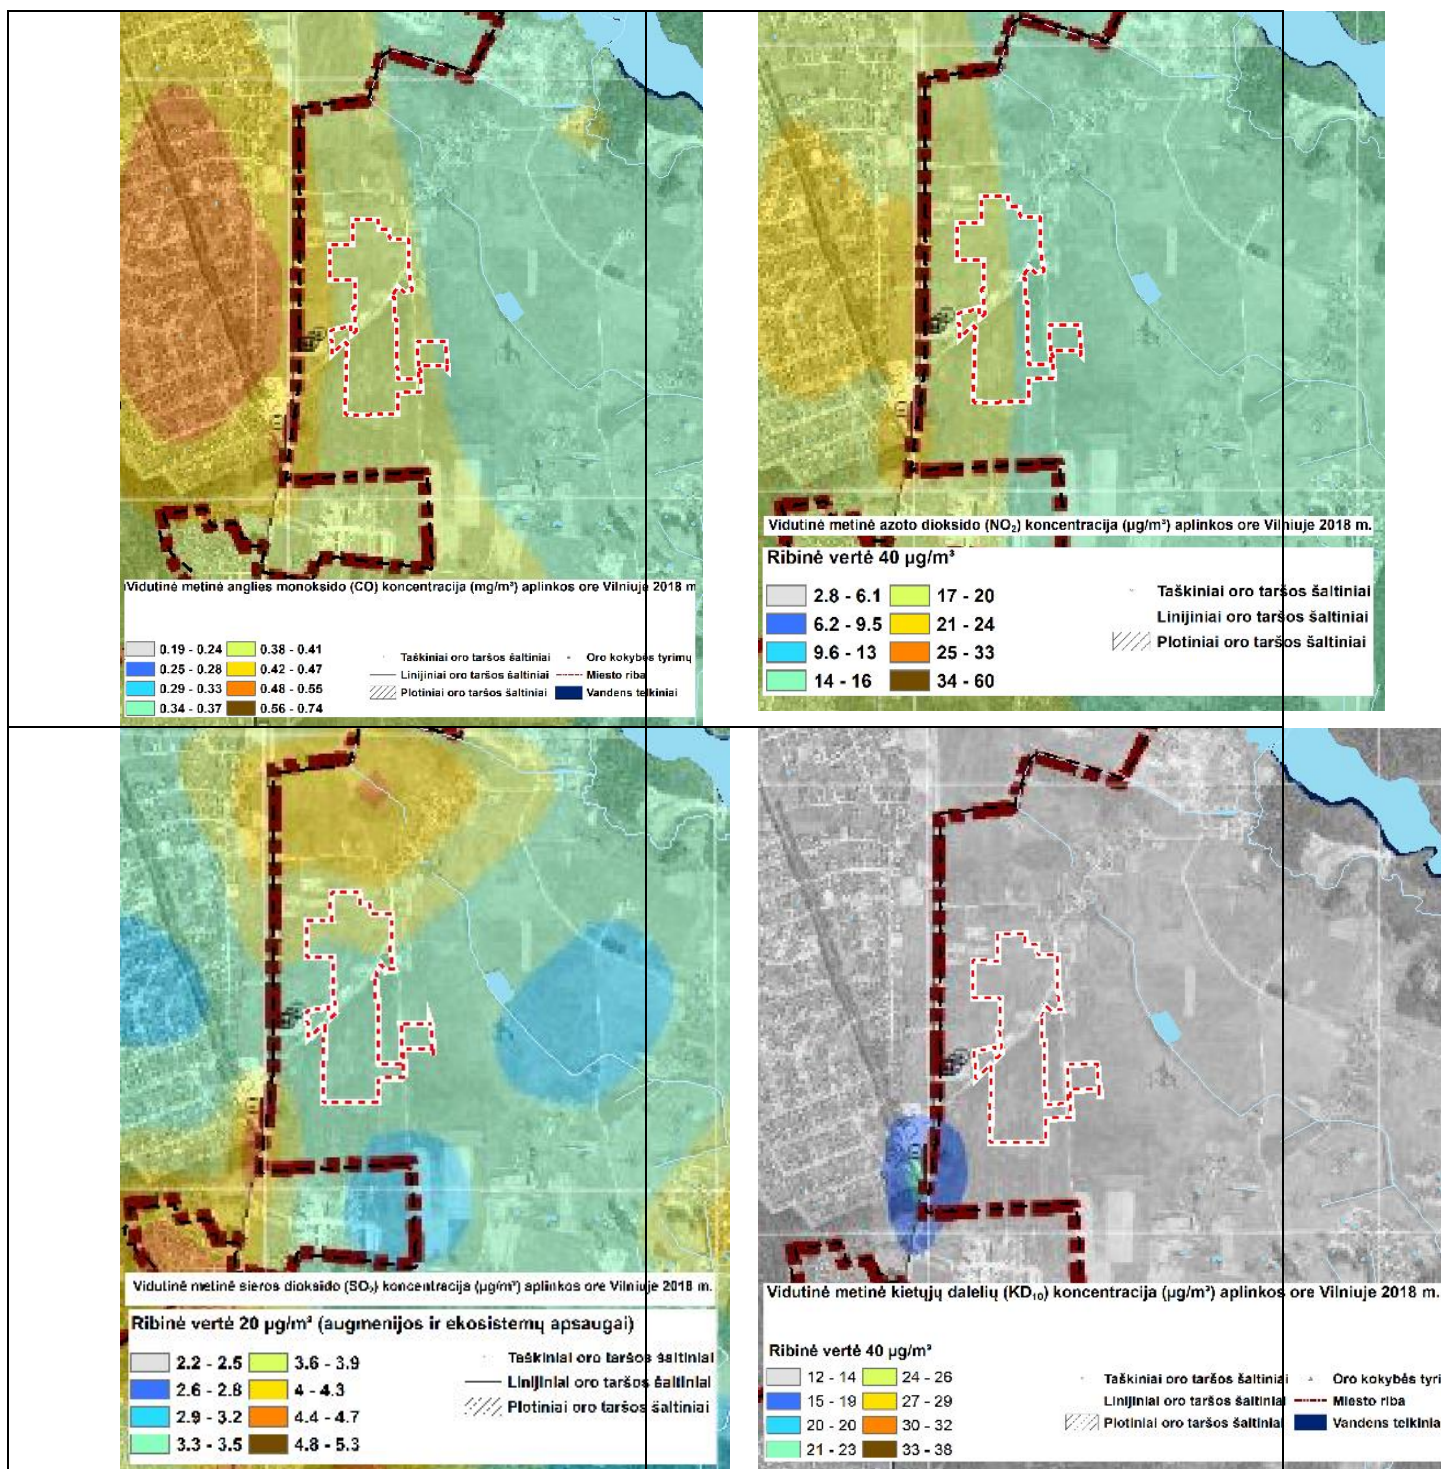 Vidutinė metinė anglies monoksido (CO) koncentracija (mg/m³) aplinkos ore Vilniuje 2018 m
0.19 - 0.24 0.38 - 0.41
0.25 - 0.28 0.42 - 0.47
0.29 - 0.33 0.48 - 0.55
0.34 - 0.37 0.56 - 0.74
Taškiniai oro taršos šaltiniai Oro kokybės tyrimų
Linijiniai oro taršos šaltiniai Miesto riba
Plotiniai oro taršos šaltiniai Vandens telkiniai
Vidutinė metinė azoto dioksido (NO₂) koncentracija (µg/m³) aplinkos ore Vilniuje 2018 m.
Ribinė vertė 40 µg/m³
2.8 - 6.1 17 - 20
6.2 - 9.5 21 - 24
9.6 - 13 25 - 33
14 - 16 34 - 60
Taškiniai oro taršos šaltiniai
Linijiniai oro taršos šaltiniai
Plotiniai oro taršos šaltiniai
Vidutinė metinė sieros dioksido (SO₂) koncentracija (µg/m³) aplinkos ore Vilniuje 2018 m.
Ribinė vertė 20 µg/m³ (augmenijos ir ekosistemų apsaugai)
2.2 - 2.5 3.6 - 3.9
2.6 - 2.8 4 - 4.3
2.9 - 3.2 4.4 - 4.7
3.3 - 3.5 4.8 - 5.3
Taškiniai oro taršos šaltiniai
Linijiniai oro taršos šaltiniai
Plotiniai oro taršos šaltiniai
Vidutinė metinė kietųjų dalelių (KD₁₀) koncentracija (µg/m³) aplinkos ore Vilniuje 2018 m.
Ribinė vertė 40 µg/m³
12 - 14 24 - 26
15 - 19 27 - 29
20 - 20 30 - 32
21 - 23 33 - 38
Taškiniai oro taršos šaltiniai Oro kokybės tyri
Linijiniai oro taršos šaltiniai Miesto riba
Plotiniai oro taršos šaltiniai Vandens telkinia